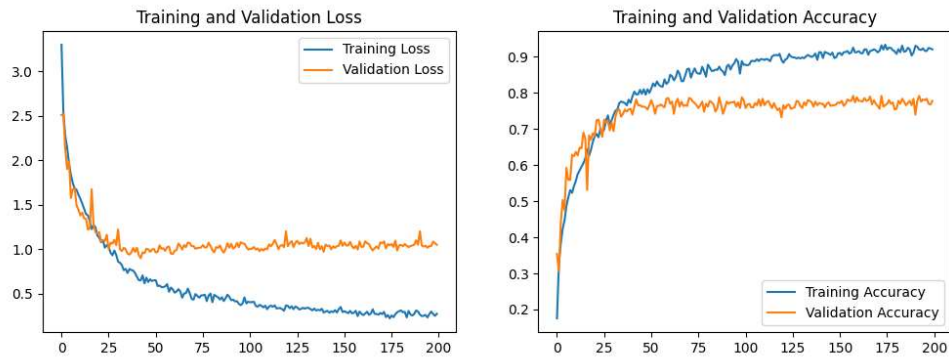 Training and Validation Loss
Training Loss
Validation Loss
3.0
2.5
2.0
1.5
1.0
0.5
0 25 50 75 100 125 150 175 200
Training and Validation Accuracy
0.9
0.8
0.7
0.6
0.5
0.4
0.3
0.2
Training Accuracy
Validation Accuracy
0 25 50 75 100 125 150 175 200